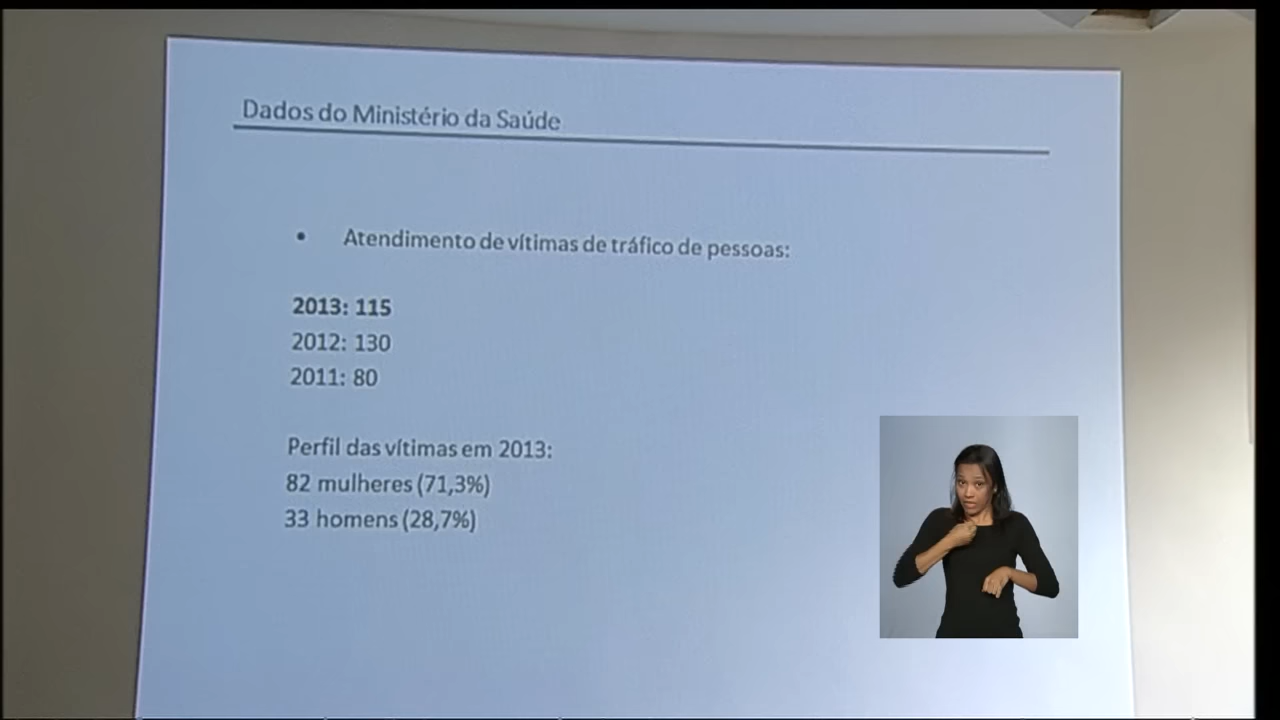 Dados do Ministério da Saúde
• Atendimento de vítimas de tráfico de pessoas:
2013: 115
2012: 130
2011: 80
Perfil das vítimas em 2013:
82 mulheres (71,3%)
33 homens (28,7%)